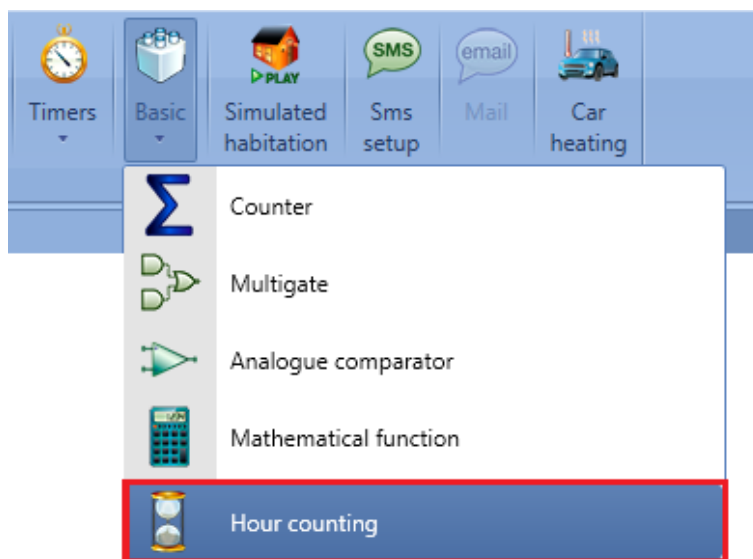 SMS
email
PLAY
Timers
Basic
Simulated
habitation
Sms
setup
Mail
Car
heating
Counter
Multigate
Analogue comparator
Mathematical function
Hour counting